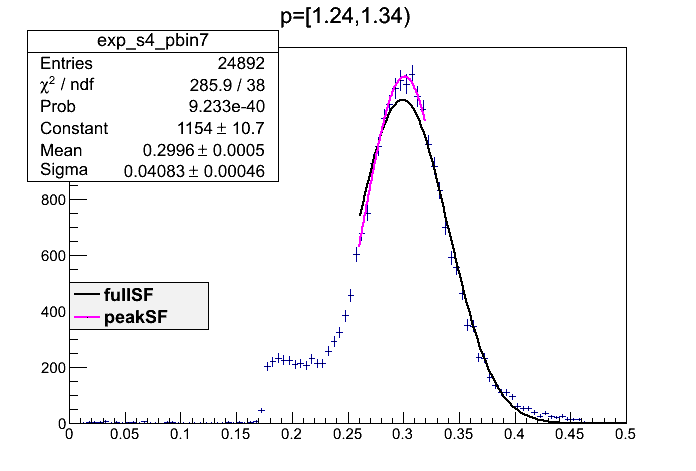 p=[1.24,1.34)
exp_s4_pbin7
Entries 24892
χ² / ndf 285.9 / 38
Prob 9.233e-40
Constant 1154 ± 10.7
Mean 0.2996 ± 0.0005
Sigma 0.04083 ± 0.00046
800
600
400
200
0
fullSF
peakSF
0 0.05 0.1 0.15 0.2 0.25 0.3 0.35 0.4 0.45 0.5